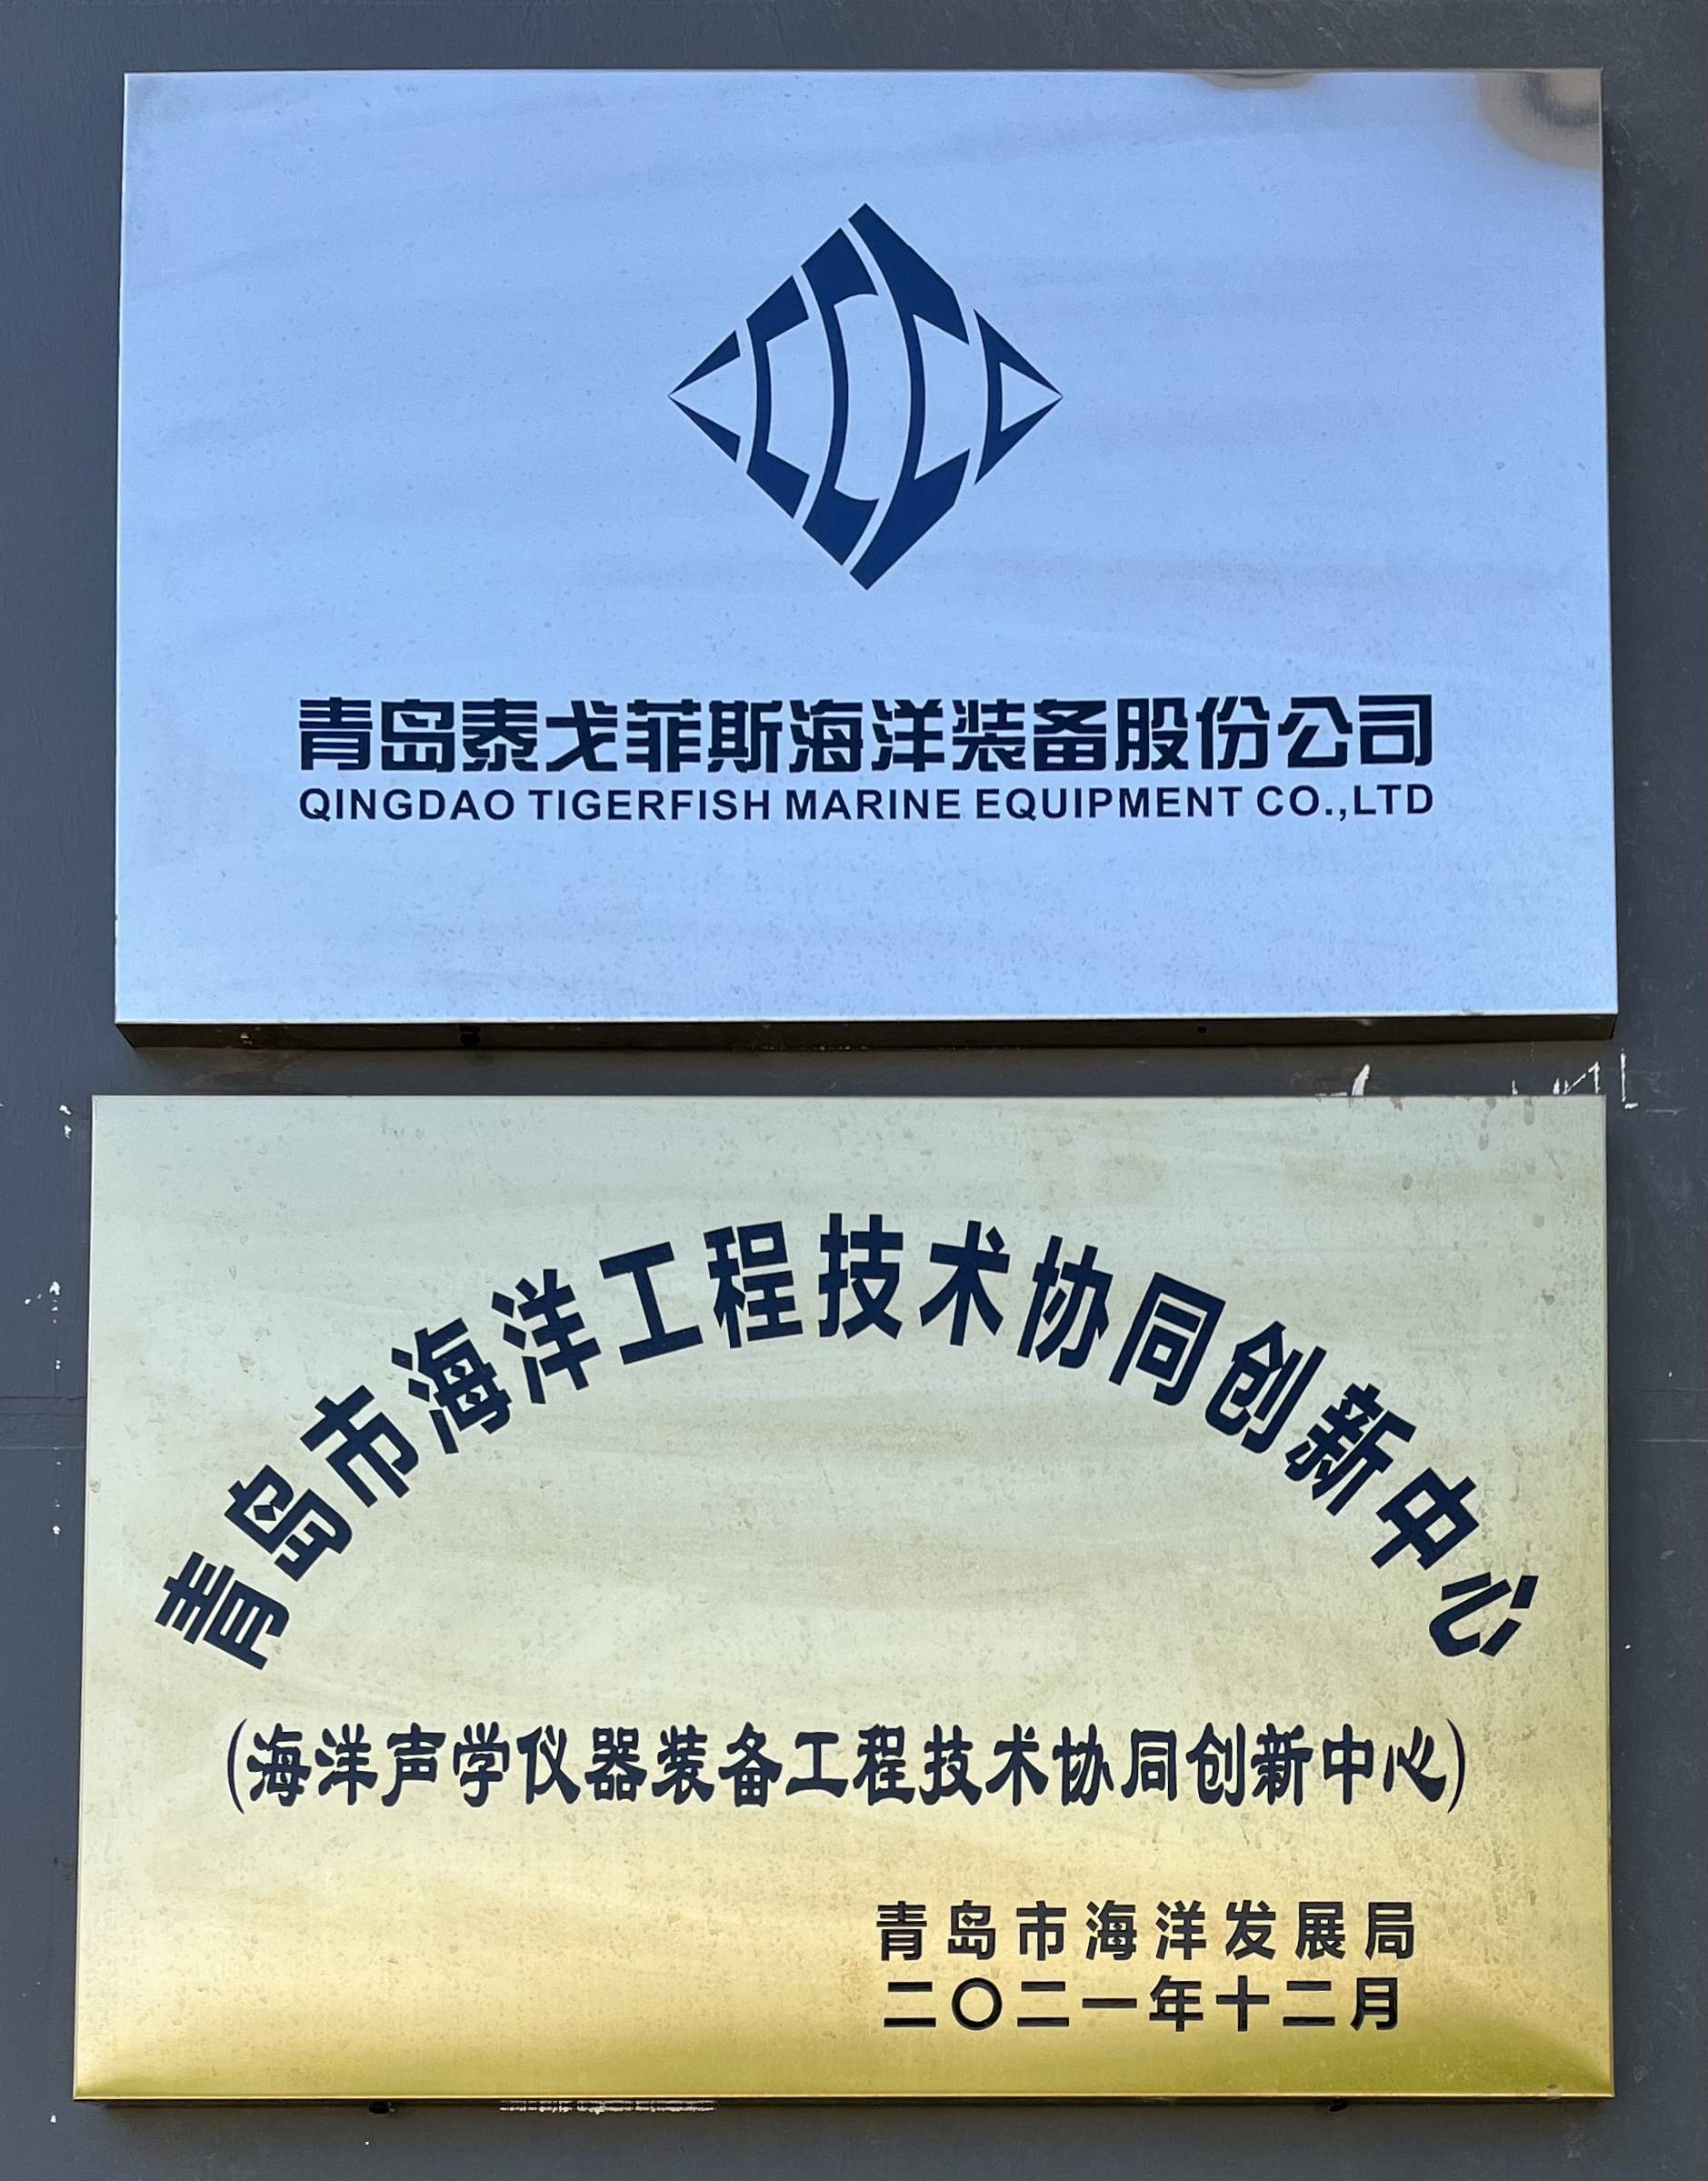 青岛泰戈菲斯海洋装备股份公司
QINGDAO TIGERFISH MARINE EQUIPMENT CO.,LTD
青岛市海洋工程技术协同创新中心
(海洋声学仪器装备工程技术协同创新中心)
青岛市海洋发展局
二〇二一年十二月